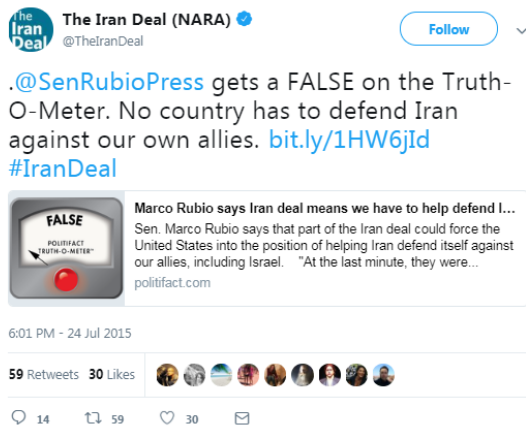 The
Iran
Deal
The Iran Deal (NARA)
@TheIranDeal
Follow
.@SenRubioPress gets a FALSE on the Truth-
O-Meter. No country has to defend Iran
against our own allies. bit.ly/1HW6jId
#IranDeal
FALSE
POLITIFACT
TRUTH-O-METER™
Marco Rubio says Iran deal means we have to help defend I...
Sen. Marco Rubio says that part of the Iran deal could force the
United States into the position of helping Iran defend itself against
our allies, including Israel. "At the last minute, they were...
politifact.com
6:01 PM - 24 Jul 2015
59 Retweets 30 Likes
14 59 30